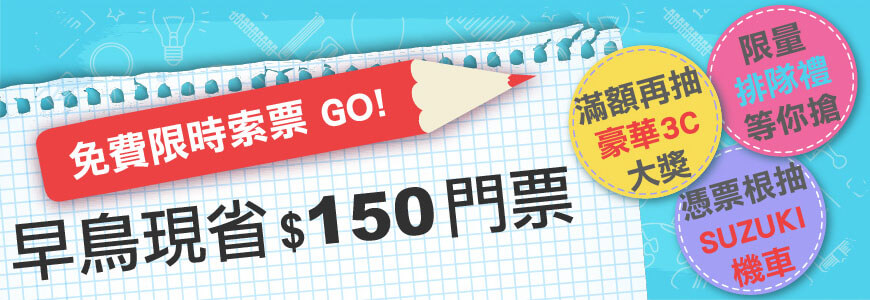 免費限時索票 GO!
早鳥現省$150門票
滿額再抽
豪華3C
大獎
限量
排隊禮
等你搶
憑票根抽
SUZUKI
機車